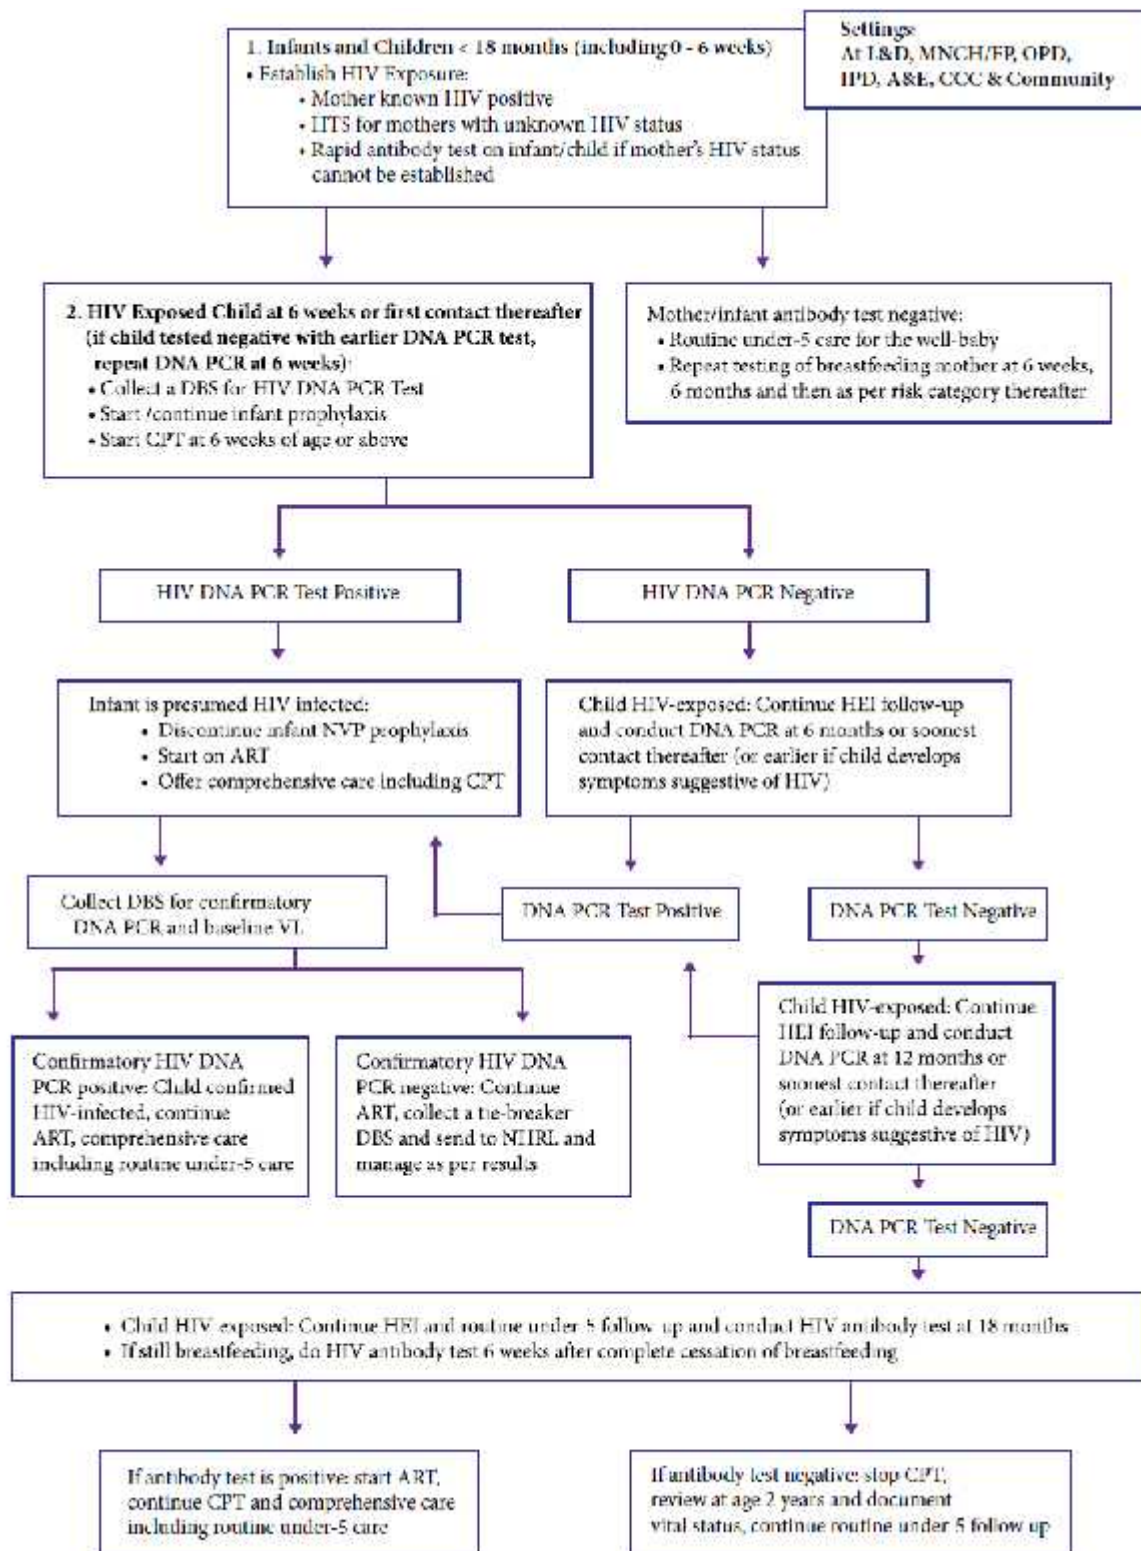 1. Infants and Children < 18 months (including 0 - 6 weeks)
• Establish HIV Exposure:
• Mother known HIV positive
• HTS for mothers with unknown HIV status
• Rapid antibody test on infant/child if mother's HIV status
cannot be established
Settings:
At L&D, MNCH/FP, OPD,
IPD, A&E, CCC & Community
2. HIV Exposed Child at 6 weeks or first contact thereafter
(if child tested negative with earlier DNA PCR test,
repeat DNA PCR at 6 weeks):
• Collect a DBS for HIV DNA PCR Test
• Start /continue infant prophylaxis
• Start CPT at 6 weeks of age or above
Mother/infant antibody test negative:
• Routine under-5 care for the well-baby
• Repeat testing of breastfeeding mother at 6 weeks,
6 months and then as per risk category thereafter
HIV DNA PCR Test Positive
HIV DNA PCR Negative
Infant is presumed HIV infected:
• Discontinue infant NVP prophylaxis
• Start on ART
• Offer comprehensive care including CPT
Child HIV-exposed: Continue HEI follow-up
and conduct DNA PCR at 6 months or soonest
contact thereafter (or earlier if child develops
symptoms suggestive of HIV)
Collect DBS for confirmatory
DNA PCR and baseline VL
DNA PCR Test Positive
DNA PCR Test Negative
Confirmatory HIV DNA
PCR positive: Child confirmed
HIV-infected, continue
ART, comprehensive care
including routine under-5 care
Confirmatory HIV DNA
PCR negative: Continue
ART, collect a tie-breaker
DBS and send to NHRL and
manage as per results
Child HIV-exposed: Continue
HEI follow-up and conduct
DNA PCR at 12 months or
soonest contact thereafter
(or earlier if child develops
symptoms suggestive of HIV)
DNA PCR Test Negative
• Child HIV-exposed: Continue HEI and routine under-5 follow-up and conduct HIV antibody test at 18 months
• If still breastfeeding, do HIV antibody test 6 weeks after complete cessation of breastfeeding
If antibody test is positive: start ART,
continue CPT and comprehensive care
including routine under-5 care
If antibody test negative: stop CPT,
review at age 2 years and document
vital status, continue routine under-5 follow up